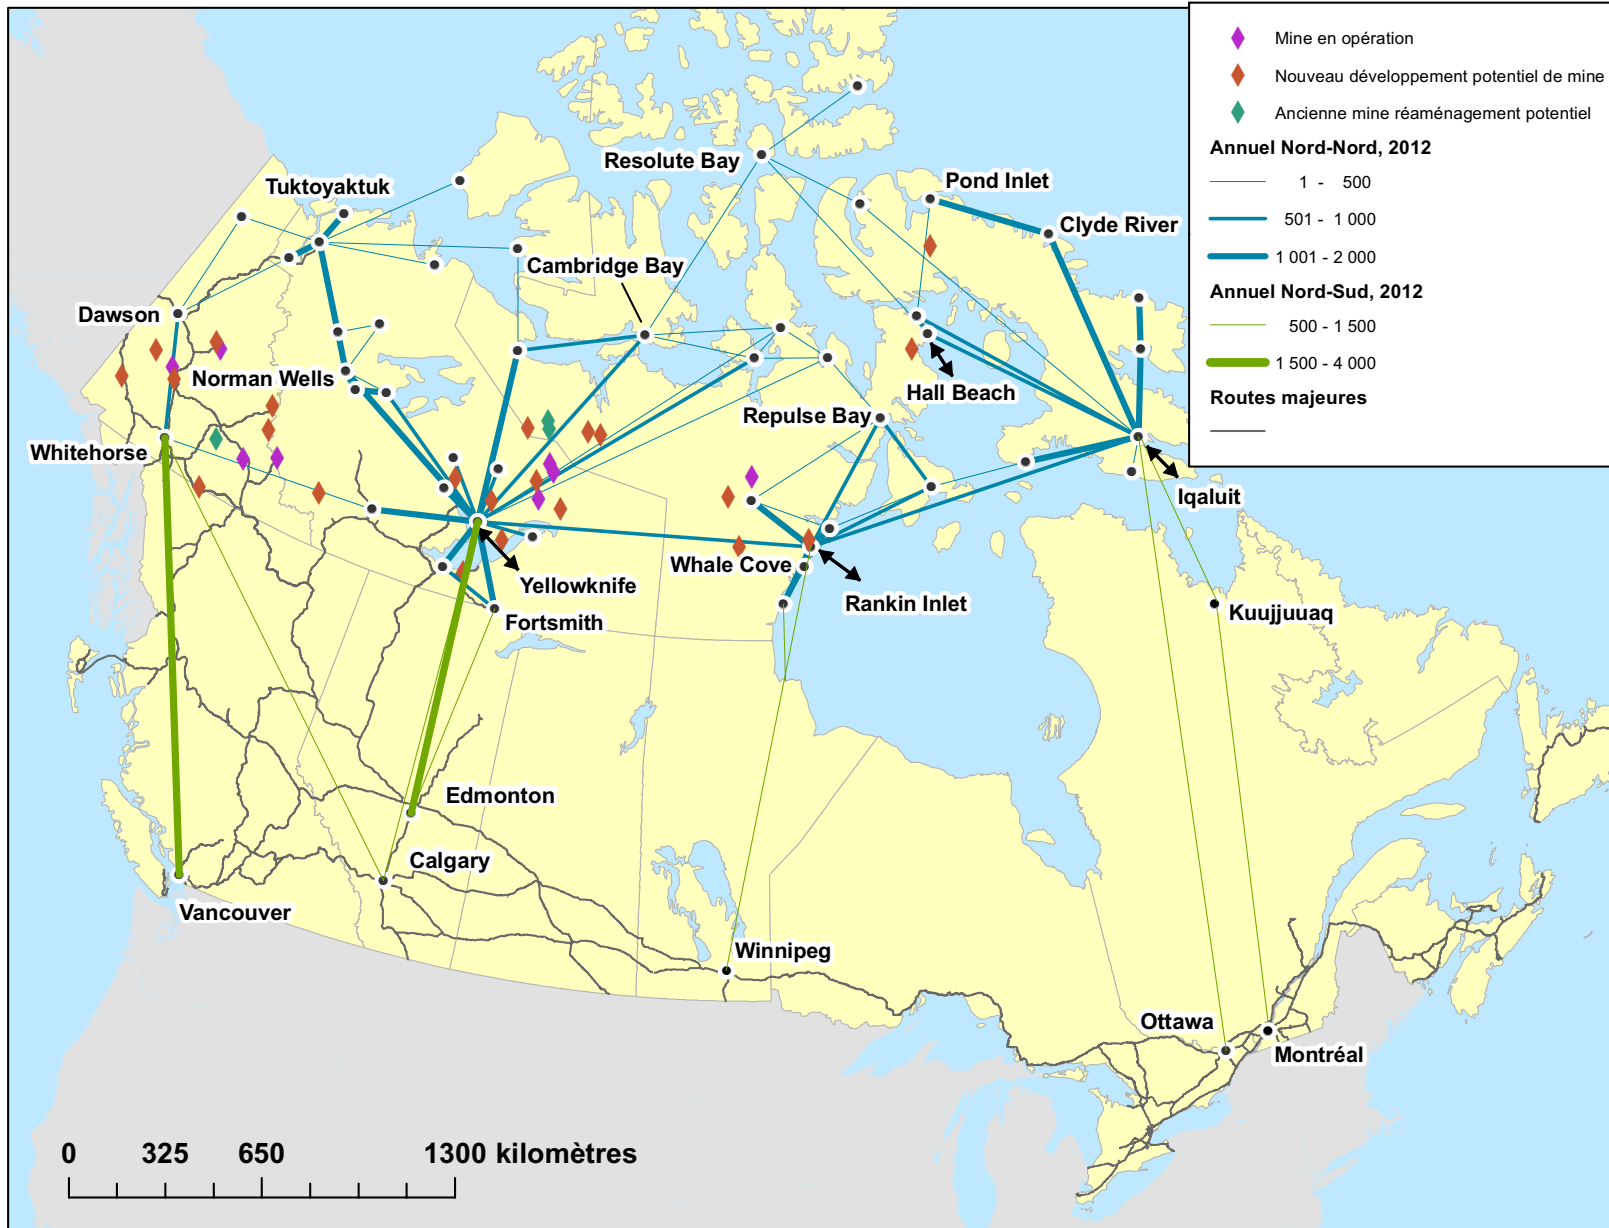 Mine en opération
Nouveau développement potentiel de mine
Ancienne mine réaménagement potentiel
Annuel Nord-Nord, 2012
1 - 500
501 - 1 000
1 001 - 2 000
Annuel Nord-Sud, 2012
500 - 1 500
1 500 - 4 000
Routes majeures
Resolute Bay
Tuktoyaktuk
Pond Inlet
Clyde River
Cambridge Bay
Dawson
Norman Wells
Hall Beach
Repulse Bay
Whitehorse
Iqaluit
Whale Cove
Yellowknife
Rankin Inlet
Fortsmith
Kuujjuuaq
Edmonton
Calgary
Vancouver
Winnipeg
Ottawa
Montréal
0 325 650 1300 kilomètres